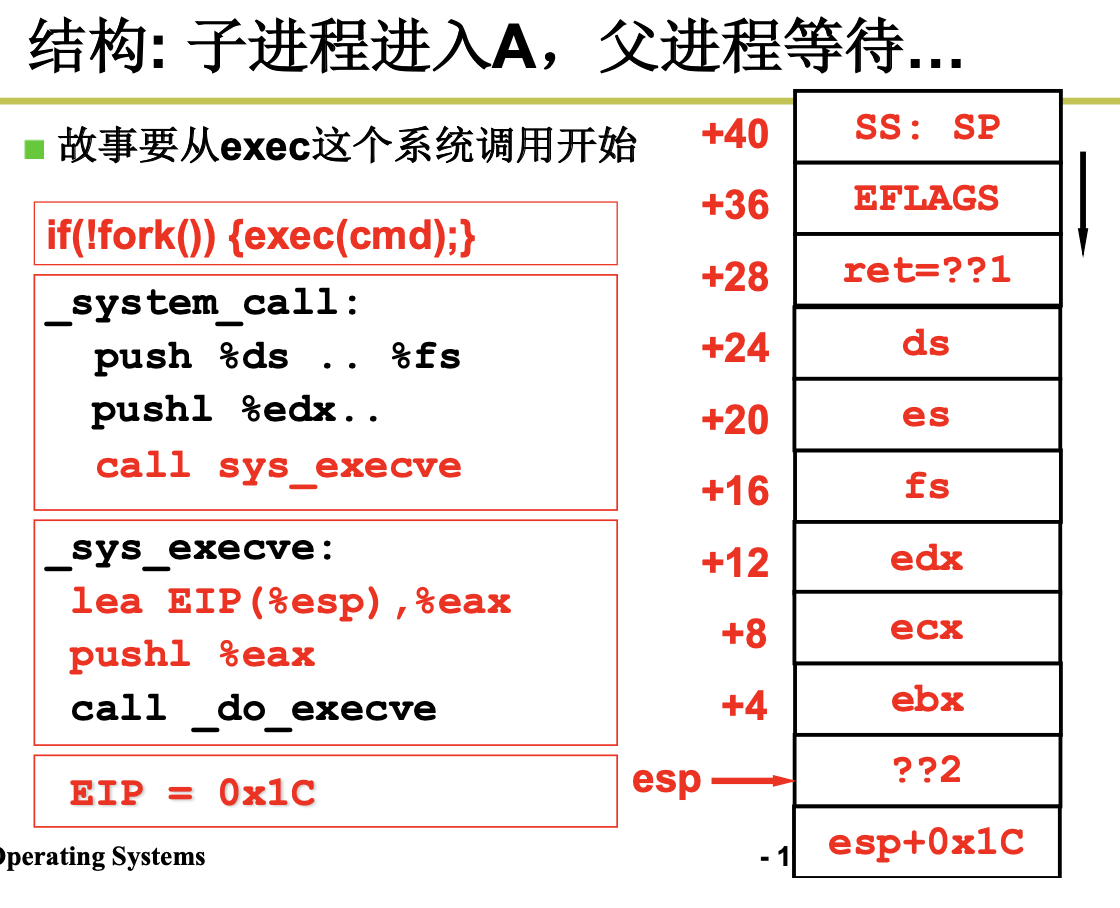 结构: 子进程进入A，父进程等待…
故事要从exec这个系统调用开始
if(!fork()) {exec(cmd);}
_system_call:
push %ds .. %fs
pushl %edx..
call sys_execve
_sys_execve:
lea EIP(%esp),%eax
pushl %eax
call _do_execve
EIP = 0x1C
+40 SS: SP
+36 EFLAGS
+28 ret=??1
+24 ds
+20 es
+16 fs
+12 edx
+8 ecx
+4 ebx
esp ??2
esp+0x1C
Operating Systems
- 1